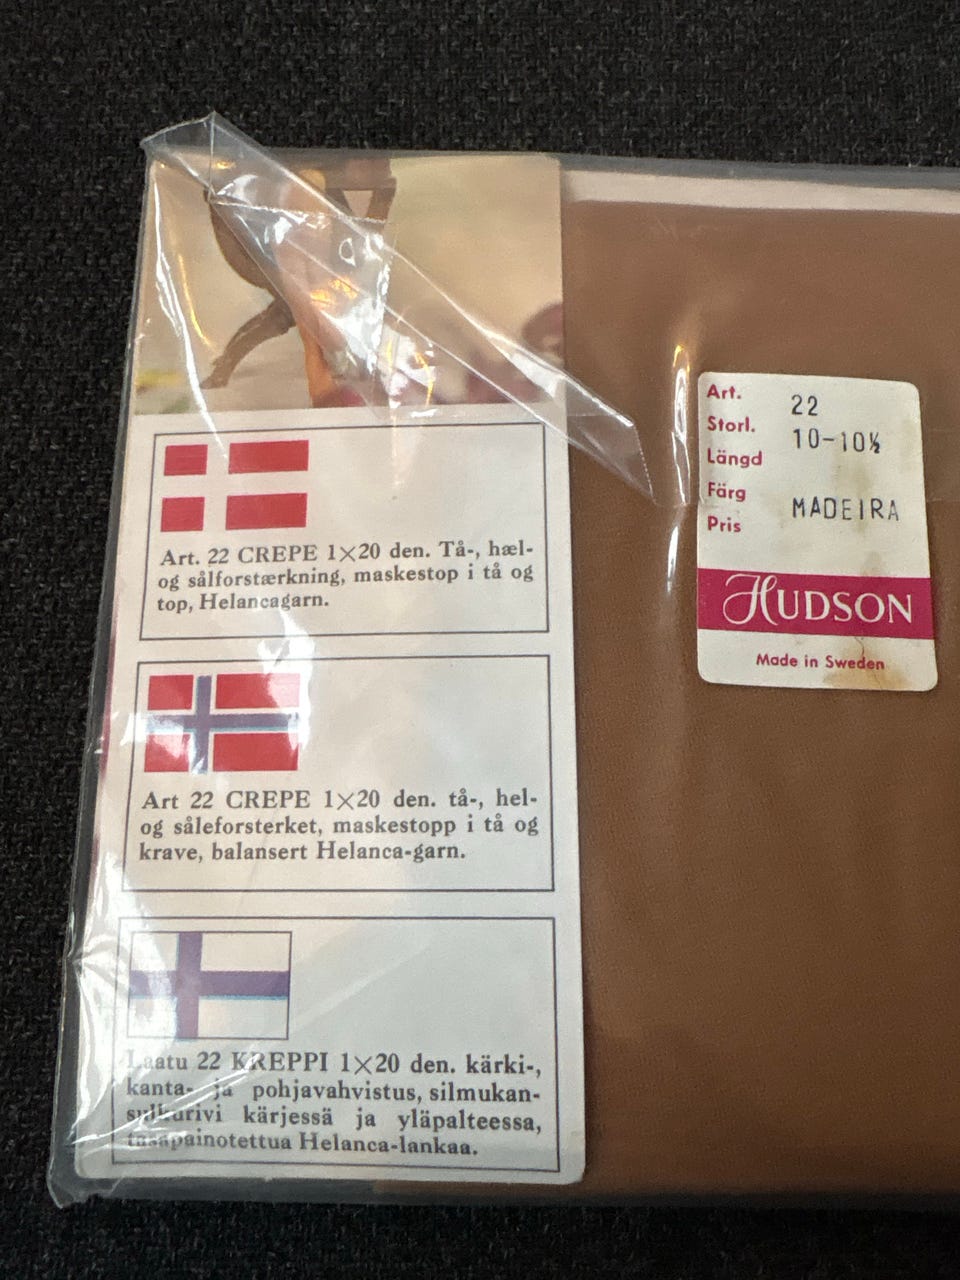 Art. 22 CREPE 1×20 den. Tå-, hæl-
og sålforstærkning, maskestop i tå og
top, Helancagarn.
Art 22 CREPE 1×20 den. tå-, hel-
og såleforsterket, maskestopp i tå og
krave, balansert Helanca-garn.
Laatu 22 KREPPI 1×20 den. kärki-,
kanta- ja pohjavahvistus, silmukan-
sulkurivi kärjessä ja yläpalteessa,
tasapainotettua Helanca-lankaa.
Art. 22
Storl. 10-10½
Längd
Färg MADEIRA
Pris
HUDSON
Made in Sweden